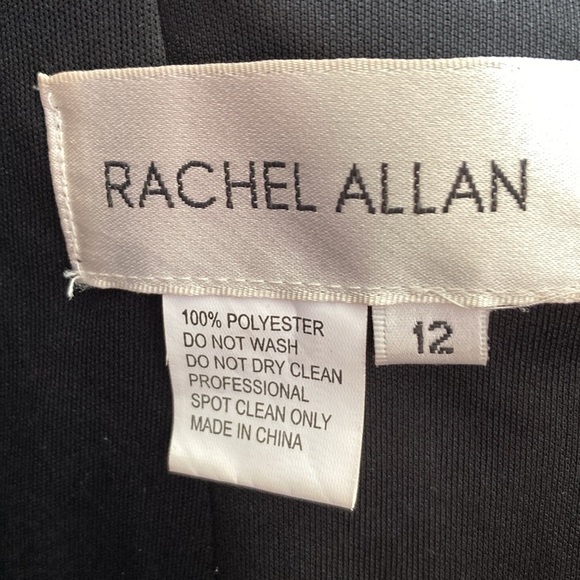 RACHEL ALLAN
12
100% POLYESTER
DO NOT WASH
DO NOT DRY CLEAN
PROFESSIONAL
SPOT CLEAN ONLY
MADE IN CHINA